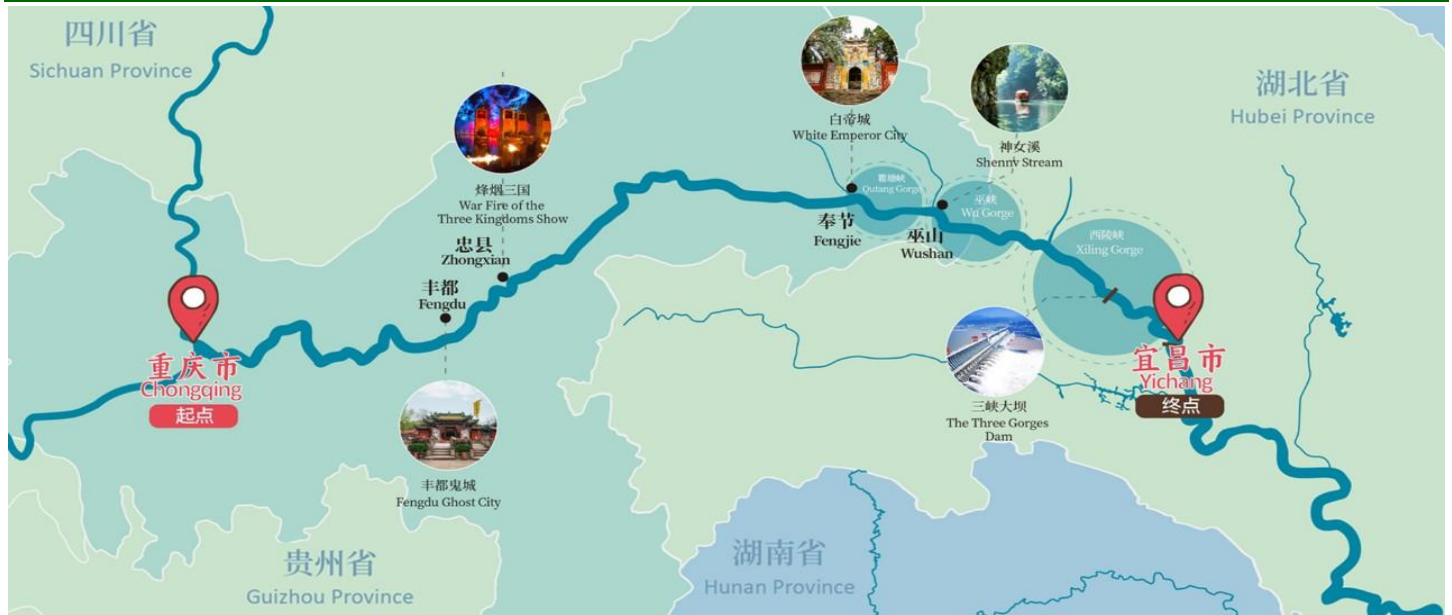 四川省
Sichuan Province
烽烟三国
War Fire of the
Three Kingdoms Show
忠县
Zhongxian
丰都
Fengdu
丰都鬼城
Fengdu Ghost City
重庆市
Chongqing
起点
贵州省
Guizhou Province
白帝城
White Emperor City
神女溪
Shennv Stream
瞿塘峡
Qutang Gorge
奉节
Fengjie
巫峡
Wu Gorge
巫山
Wushan
西陵峡
Xiling Gorge
三峡大坝
The Three Gorges
Dam
湖北省
Hubei Province
宜昌市
Yichang
终点
湖南省
Hunan Province